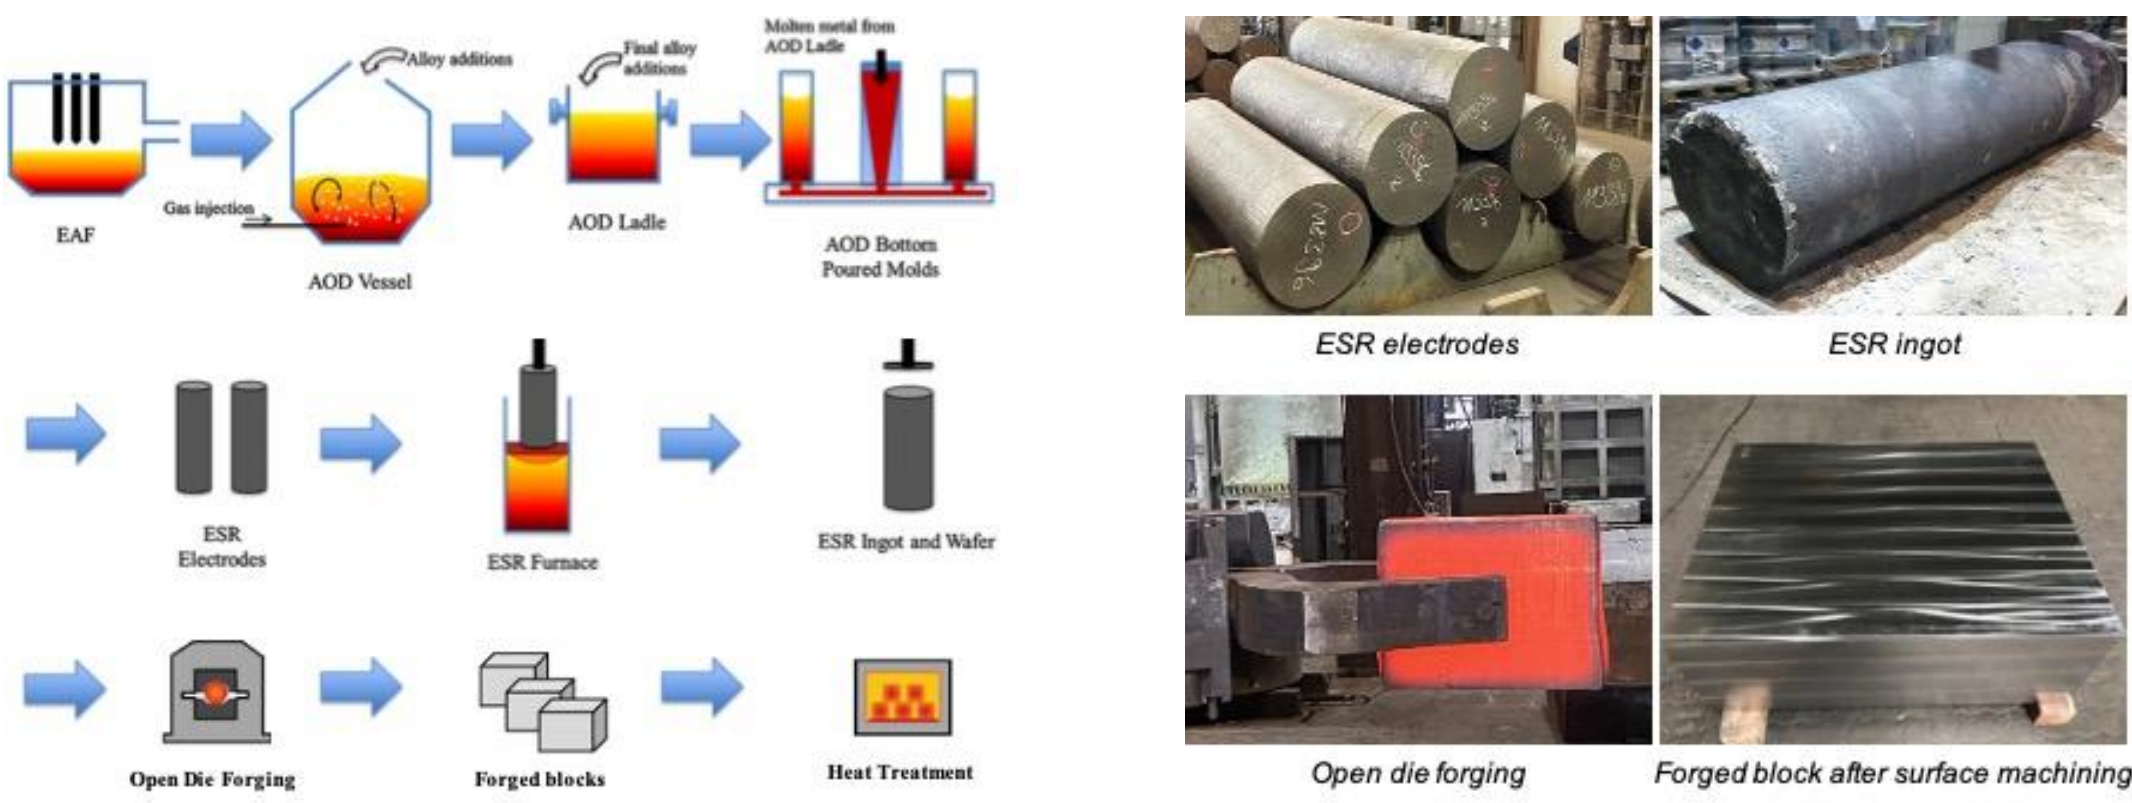 Alloy additions
Final alloy
additions
Molten metal from
AOD Ladle
Gas injection
EAF
AOD Vessel
AOD Ladle
AOD Bottom
Poured Molds
ESR
Electrodes
ESR Furnace
ESR Ingot and Wafer
Open Die Forging
Forged blocks
Heat Treatment
ESR electrodes
ESR ingot
Open die forging
Forged block after surface machining